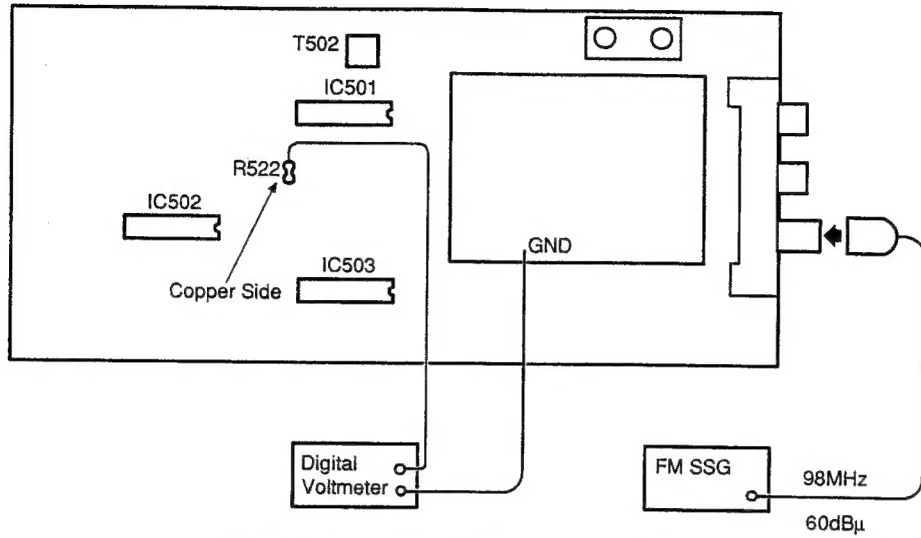 T502
IC501
R522
IC502
GND
IC503
Copper Side
Digital
Voltmeter
FM SSG
98MHz
60dBμ